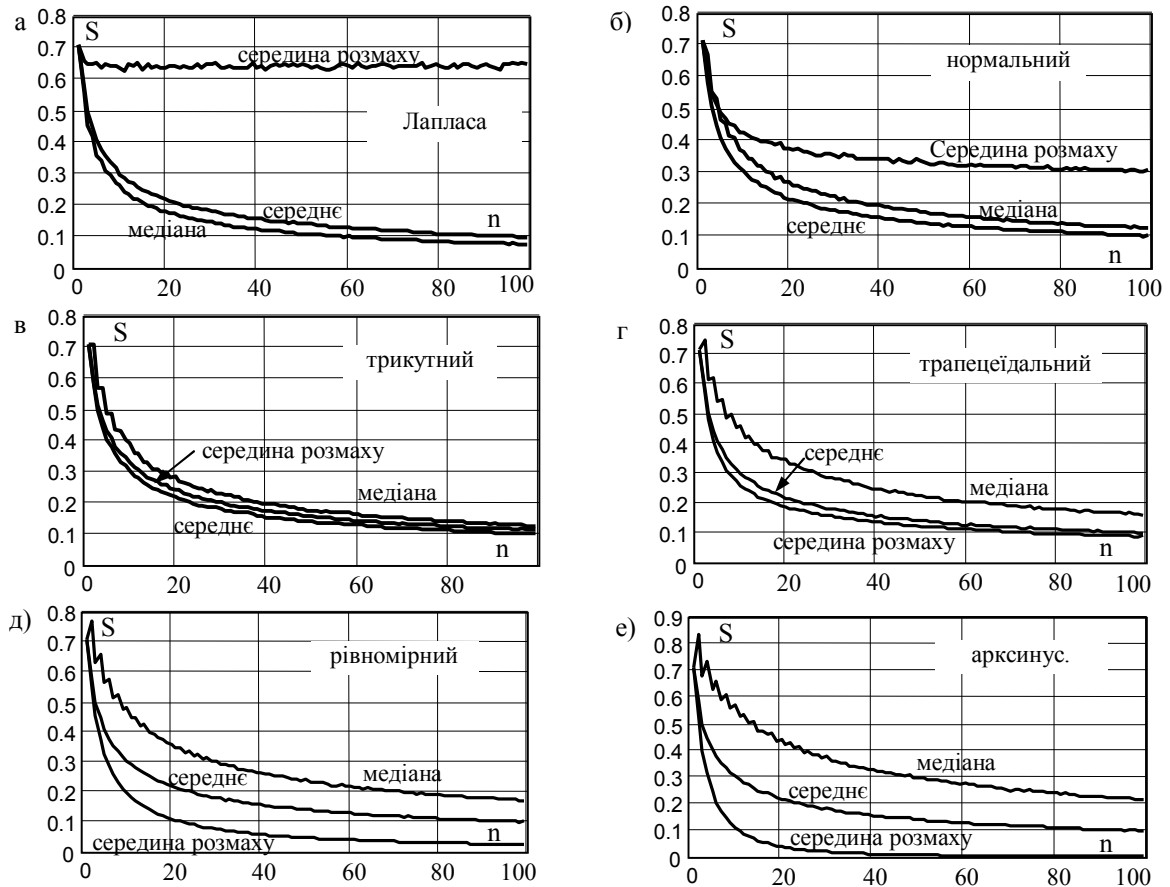 а
0.8
0.7
0.6
0.5
0.4
0.3
0.2
0.1
0
S
середина розмаху
Лапласа
середнє
медіана
n
0 20 40 60 80 100
б)
0.8
0.7
0.6
0.5
0.4
0.3
0.2
0.1
0
S
нормальний
Середина розмаху
медіана
середнє
n
0 20 40 60 80 100
в
0.8
0.7
0.6
0.5
0.4
0.3
0.2
0.1
0
S
трикутний
середина розмаху
медіана
середнє
n
0 20 40 60 80
г
0.8
0.7
0.6
0.5
0.4
0.3
0.2
0.1
0
S
трапецеїдальний
середнє
медіана
середина розмаху
n
0 20 40 60 80 100
д)
0.8
0.7
0.6
0.5
0.4
0.3
0.2
0.1
0
S
рівномірний
медіана
середнє
середина розмаху
n
0 20 40 60 80 100
е)
0.9
0.8
0.7
0.6
0.5
0.4
0.3
0.2
0.1
0
S
арксинус.
медіана
середнє
середина розмаху
n
0 20 40 60 80 100